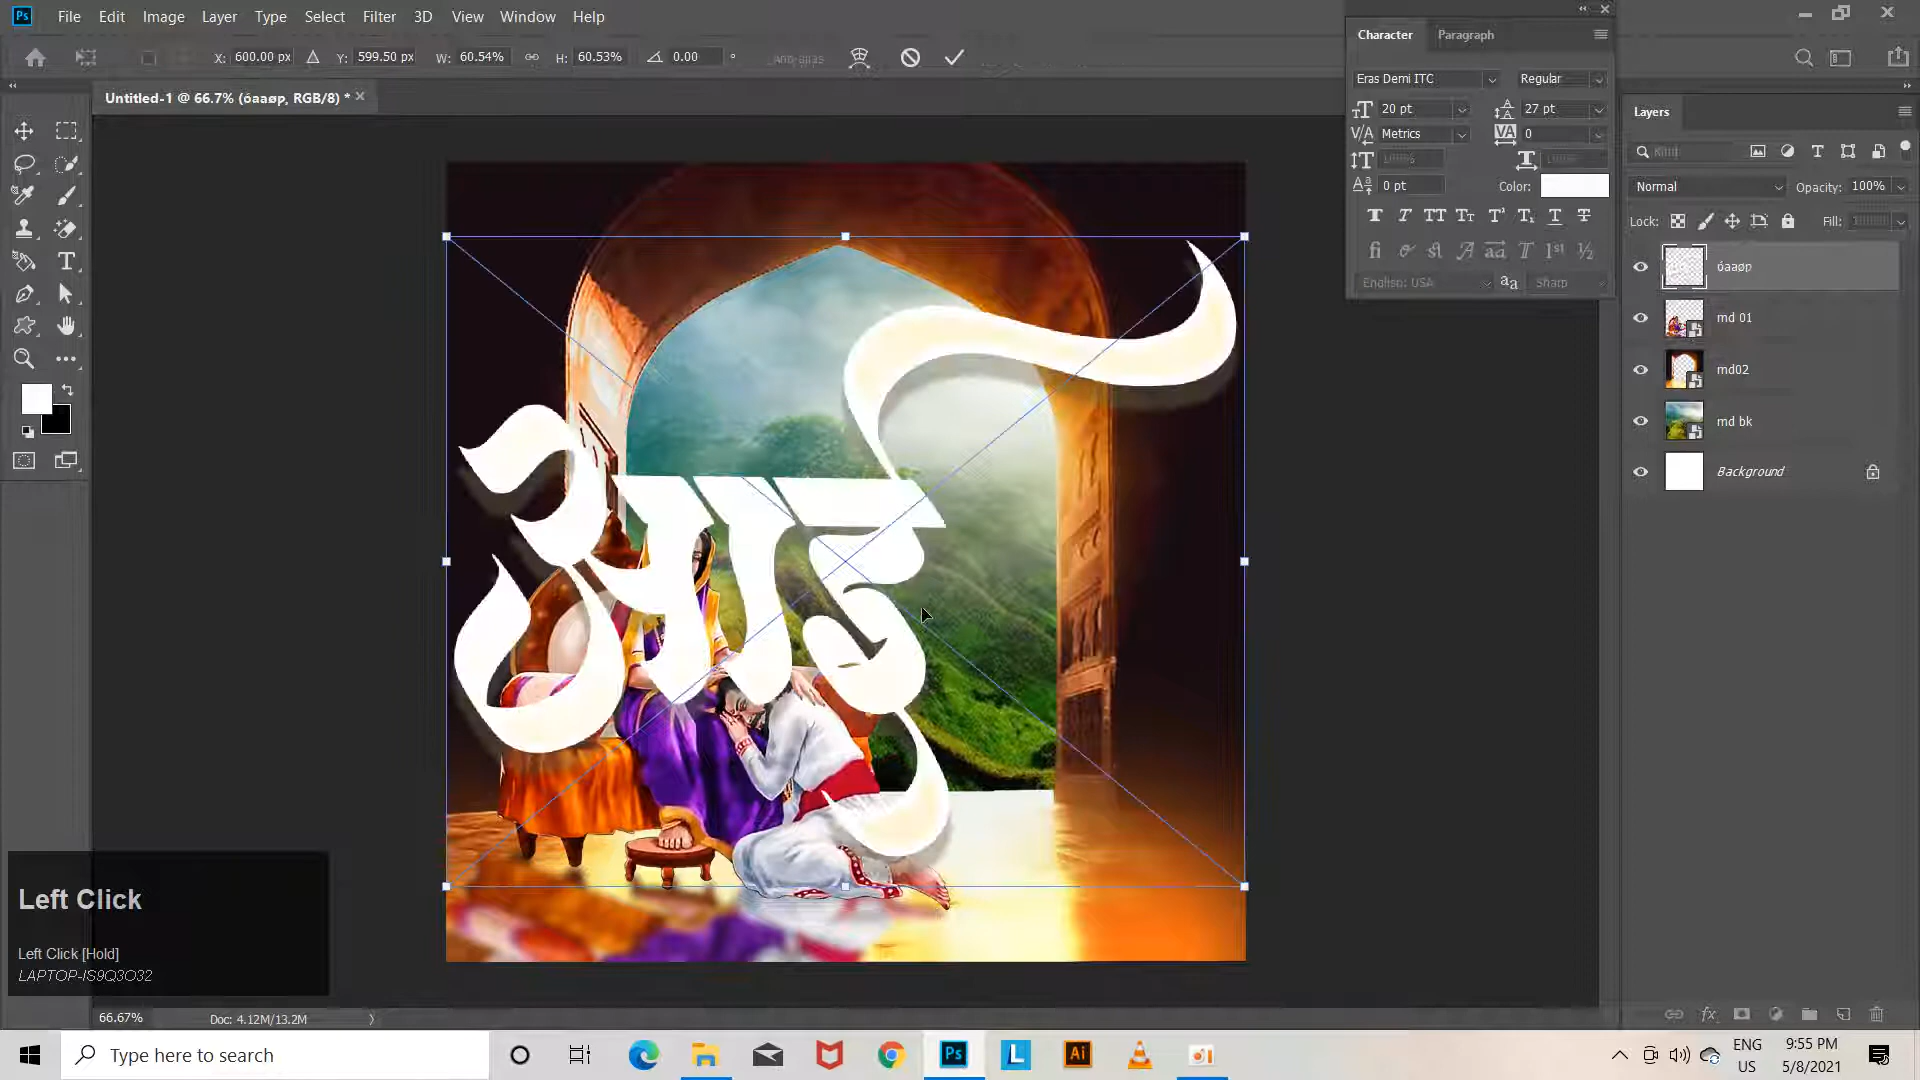 File Edit Image Layer Type Select Filter 3D View Window Help
X: 600.00 px Y: 599.50 px W: 60.54% H: 60.53% 0.00 °
Untitled-1 @ 66.7% (óaaøp, RGB/8) *
Character Paragraph
Eras Demi ITC Regular
20 pt 27 pt
Metrics 0
0 pt Color:
English: USA Sharp
Layers
Kind
Normal Opacity: 100%
Lock: Fill:
óaaøp
md 01
md02
md bk
Background
आई
Left Click
Left Click [Hold]
LAPTOP-IS9Q3O32
66.67% Doc: 4.12M/13.2M
Type here to search
ENG
US
9:55 PM
5/8/2021